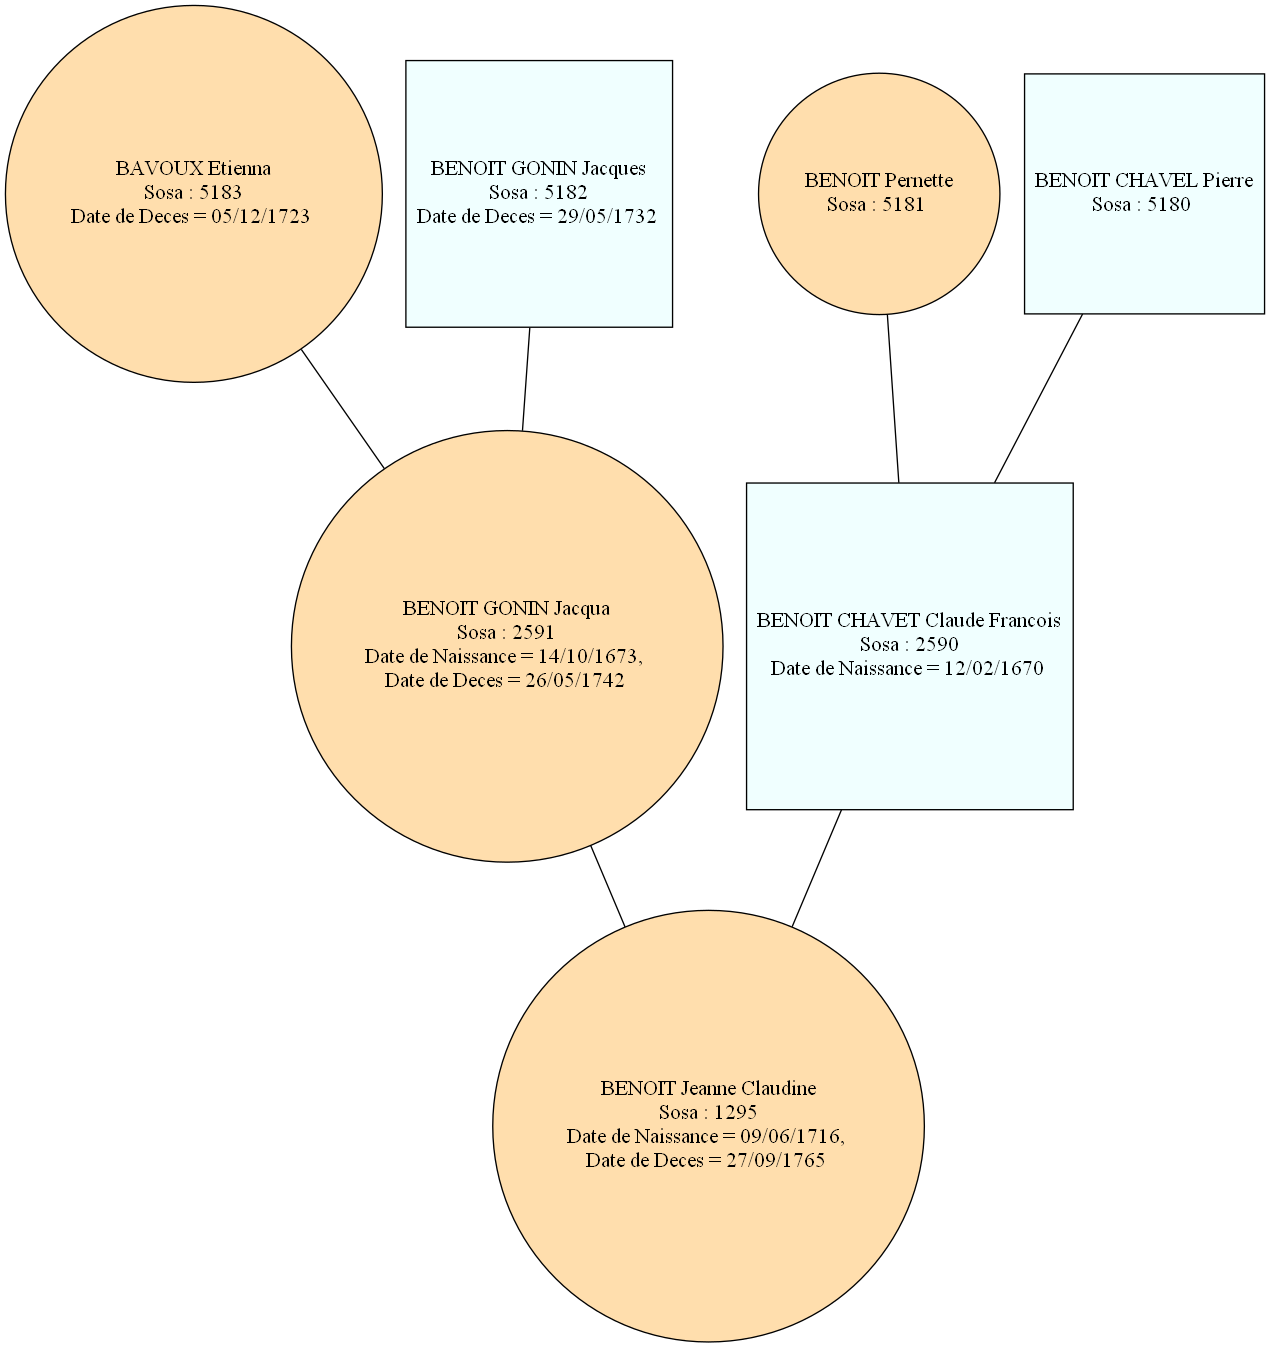 BAVOUX Etienna
Sosa : 5183
Date de Deces = 05/12/1723
BENOIT GONIN Jacques
Sosa : 5182
Date de Deces = 29/05/1732
BENOIT Pernette
Sosa : 5181
BENOIT CHAVEL Pierre
Sosa : 5180
BENOIT GONIN Jacqua
Sosa : 2591
Date de Naissance = 14/10/1673,
Date de Deces = 26/05/1742
BENOIT CHAVET Claude Francois
Sosa : 2590
Date de Naissance = 12/02/1670
BENOIT Jeanne Claudine
Sosa : 1295
Date de Naissance = 09/06/1716,
Date de Deces = 27/09/1765